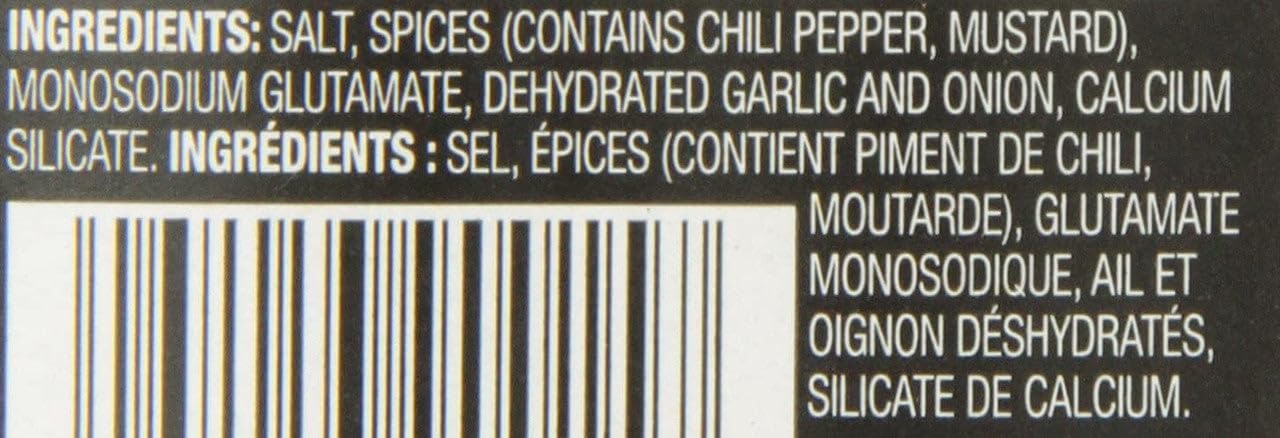 INGREDIENTS: SALT, SPICES (CONTAINS CHILI PEPPER, MUSTARD),
MONOSODIUM GLUTAMATE, DEHYDRATED GARLIC AND ONION, CALCIUM
SILICATE. INGRÉDIENTS : SEL, ÉPICES (CONTIENT PIMENT DE CHILI,
MOUTARDE), GLUTAMATE
MONOSODIQUE, AIL ET
OIGNON DÉSHYDRATÉS,
SILICATE DE CALCIUM.